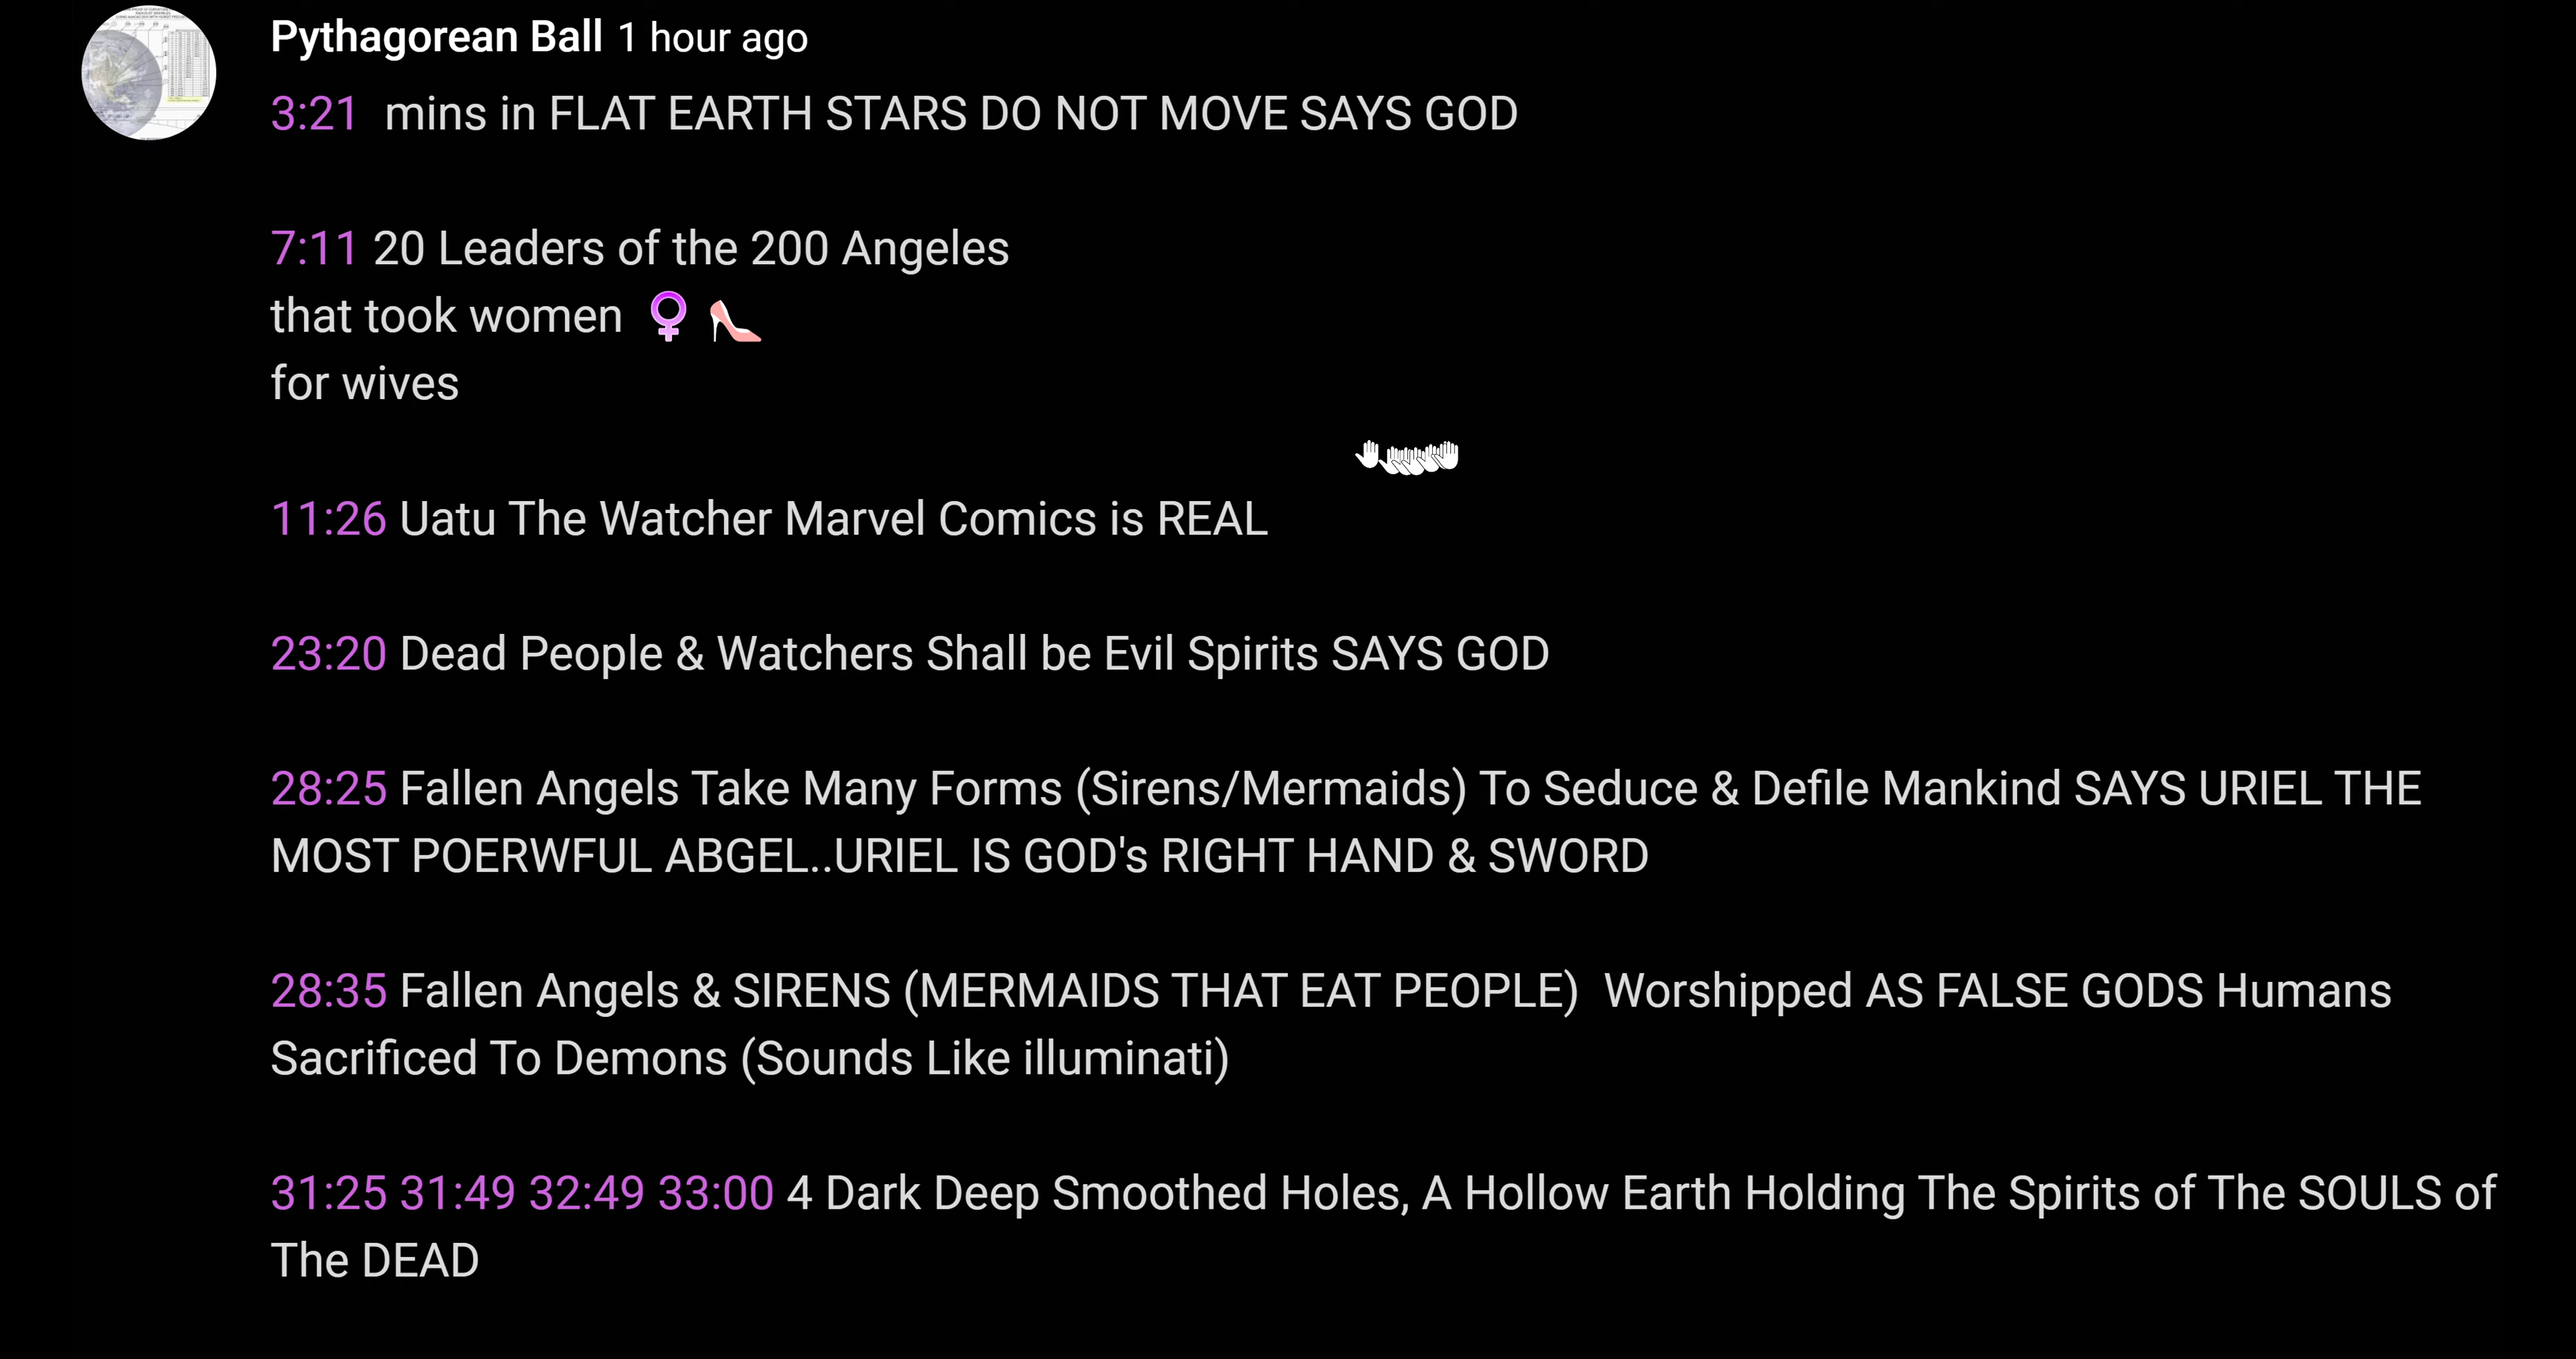 Pythagorean Ball 1 hour ago
3:21 mins in FLAT EARTH STARS DO NOT MOVE SAYS GOD
7:11 20 Leaders of the 200 Angeles
that took women ♀️ 👠
for wives
11:26 Uatu The Watcher Marvel Comics is REAL
23:20 Dead People & Watchers Shall be Evil Spirits SAYS GOD
28:25 Fallen Angels Take Many Forms (Sirens/Mermaids) To Seduce & Defile Mankind SAYS URIEL THE
MOST POERWFUL ABGEL..URIEL IS GOD's RIGHT HAND & SWORD
28:35 Fallen Angels & SIRENS (MERMAIDS THAT EAT PEOPLE) Worshipped AS FALSE GODS Humans
Sacrificed To Demons (Sounds Like illuminati)
31:25 31:49 32:49 33:00 4 Dark Deep Smoothed Holes, A Hollow Earth Holding The Spirits of The SOULS of
The DEAD